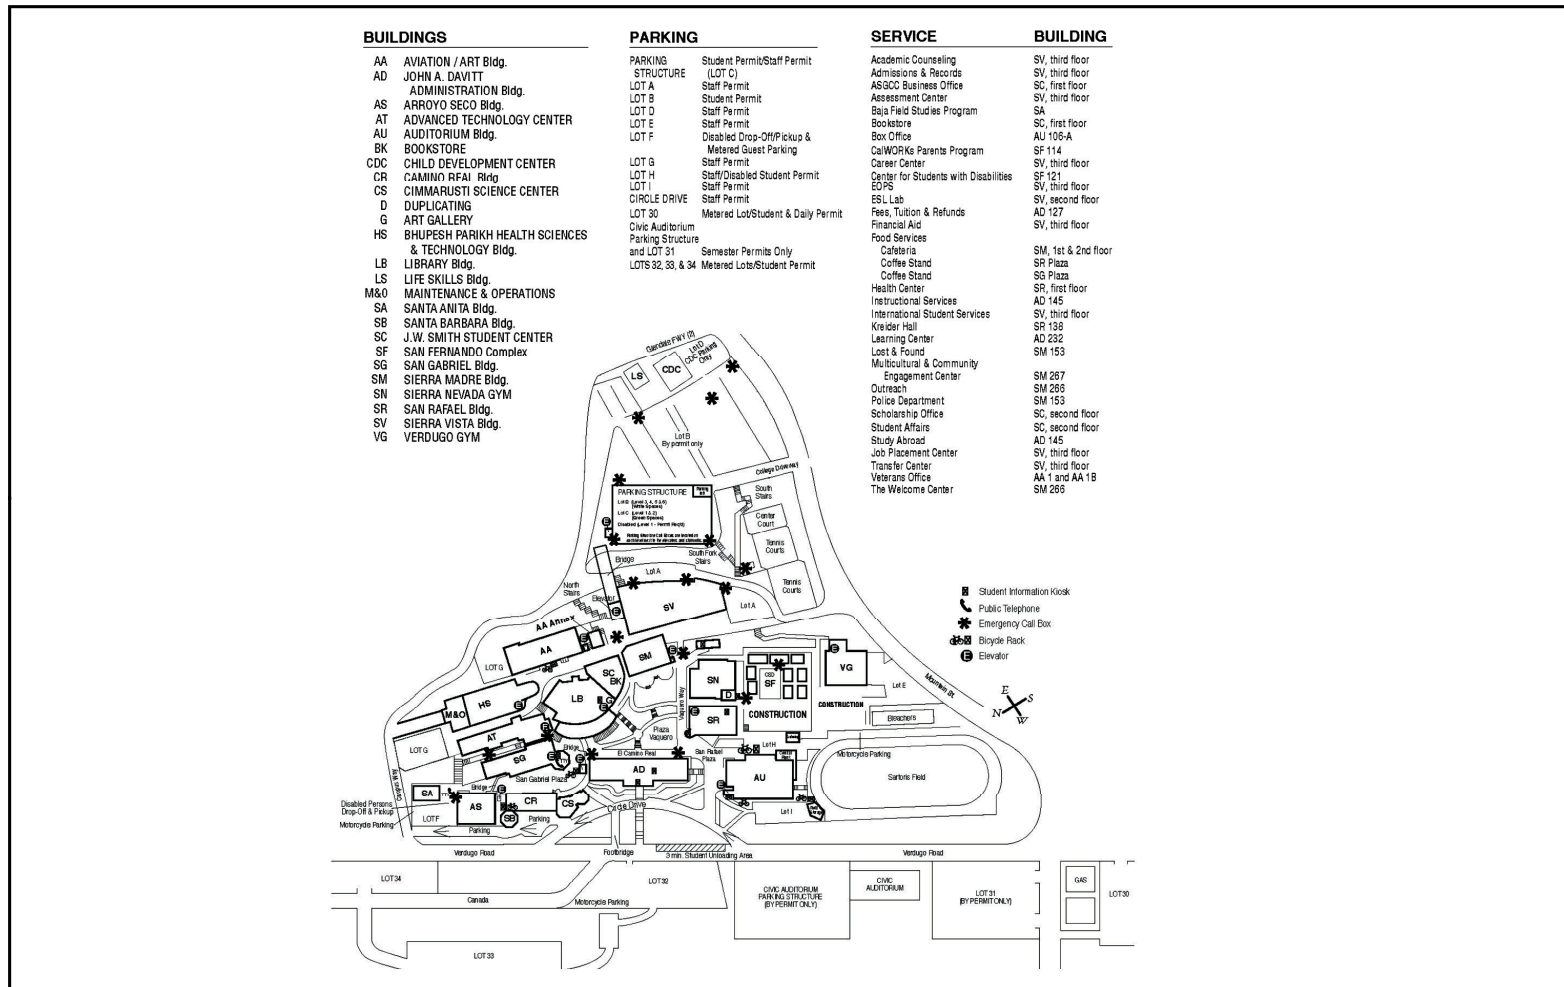 BUILDINGS
AA AVIATION / ART Bldg.
AD JOHN A. DAVITT
ADMINISTRATION Bldg.
AS ARROYO SECO Bldg.
AT ADVANCED TECHNOLOGY CENTER
AU AUDITORIUM Bldg.
BK BOOKSTORE
CDC CHILD DEVELOPMENT CENTER
CR CAMINO REAL Bldg.
CS CIMMARUSTI SCIENCE CENTER
D DUPLICATING
G ART GALLERY
HS BHUPESH PARIKH HEALTH SCIENCES
& TECHNOLOGY Bldg.
LB LIBRARY Bldg.
LS LIFE SKILLS Bldg.
M&O MAINTENANCE & OPERATIONS
SA SANTA ANITA Bldg.
SB SANTA BARBARA Bldg.
SC J.W. SMITH STUDENT CENTER
SF SAN FERNANDO Complex
SG SAN GABRIEL Bldg.
SM SIERRA MADRE Bldg.
SN SIERRA NEVADA GYM
SR SAN RAFAEL Bldg.
SV SIERRA VISTA Bldg.
VG VERDUGO GYM
PARKING
PARKING Student Permit/Staff Permit
STRUCTURE (LOT C)
LOT A Staff Permit
LOT B Student Permit
LOT D Staff Permit
LOT E Staff Permit
LOT F Disabled Drop-Off/Pickup &
Metered Guest Parking
LOT G Staff Permit
LOT H Staff/Disabled Student Permit
LOT I Staff Permit
CIRCLE DRIVE Staff Permit
LOT 30 Metered Lot/Student & Daily Permit
Civic Auditorium
Parking Structure
and LOT 31 Semester Permits Only
LOTS 32, 33, & 34 Metered Lots/Student Permit
SERVICE BUILDING
Academic Counseling SV, third floor
Admissions & Records SV, third floor
ASGCC Business Office SC, first floor
Assessment Center SV, third floor
Baja Field Studies Program SA
Bookstore SC, first floor
Box Office AU 106-A
CalWORKs Parents Program SF 114
Career Center SV, third floor
Center for Students with Disabilities SF 121
EOPS SV, third floor
ESL Lab SV, second floor
Fees, Tuition & Refunds AD 127
Financial Aid SV, third floor
Food Services
Cafeteria SM, 1st & 2nd floor
Coffee Stand SR Plaza
Coffee Stand SG Plaza
Health Center SR, first floor
Instructional Services AD 145
International Student Services SV, third floor
Kreider Hall SR 138
Learning Center AD 232
Lost & Found SM 153
Multicultural & Community
Engagement Center SM 267
Outreach SM 266
Police Department SM 153
Scholarship Office SC, second floor
Student Affairs SC, second floor
Study Abroad AD 145
Job Placement Center SV, third floor
Transfer Center SV, third floor
Veterans Office AA 1 and AA 1B
The Welcome Center SM 266
Glendale FWY (2)
Lot D
CDC Parking
Only
LS
CDC
Lot B
By permit only
College Driveway
PARKING STRUCTURE
South
Stairs
Center
Court
Tennis
Courts
South Fork
Stairs
Bridge
Lot A
Tennis
Courts
North
Stairs
Elevator
SV
Lot A
AA Annex
AA
SM
LOT G
SC
BK
SN
CSD
SF
VG
Lot E
Mountain St.
HS
LB
G
D
M&O
Vaquero Way
SR
CONSTRUCTION
CONSTRUCTION
Bleachers
AT
Plaza
Vaquero
LOT G
Bridge
El Camino Real
San Rafael
Plaza
Lot H
Motorcycle Parking
SG
AD
AU
Sartoris Field
San Gabriel Plaza
Bridge
Canyon Way
SA
AS
CR
CS
SB
Circle Drive
Lot I
Disabled Persons
Drop-Off & Pickup
Motorcycle Parking
LOT F
Parking
Parking
Verdugo Road
Footbridge
3 min. Student Unloading Area
Verdugo Road
LOT 34
Canada
Motorcycle Parking
LOT 32
CIVIC AUDITORIUM
PARKING STRUCTURE
(BY PERMIT ONLY)
CIVIC
AUDITORIUM
LOT 31
(BY PERMIT ONLY)
GAS
LOT 30
LOT 33
Student Information Kiosk
Public Telephone
Emergency Call Box
Bicycle Rack
E Elevator
E
S
N
W